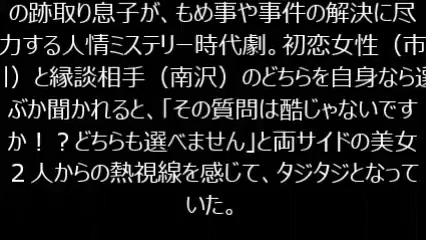 の跡取り息子が、もめ事や事件の解決に尽
力する人情ミステリー時代劇。初恋女性（市
）と縁談相手（南沢）のどちらを自身なら選
ぶか聞かれると、「その質問は酷じゃないです
か！？どちらも選べません」と両サイドの美女
２人からの熱視線を感じて、タジタジとなって
いた。